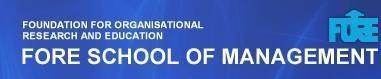 FOUNDATION FOR ORGANISATIONAL
RESEARCH AND EDUCATION
FORE SCHOOL OF MANAGEMENT
FORE